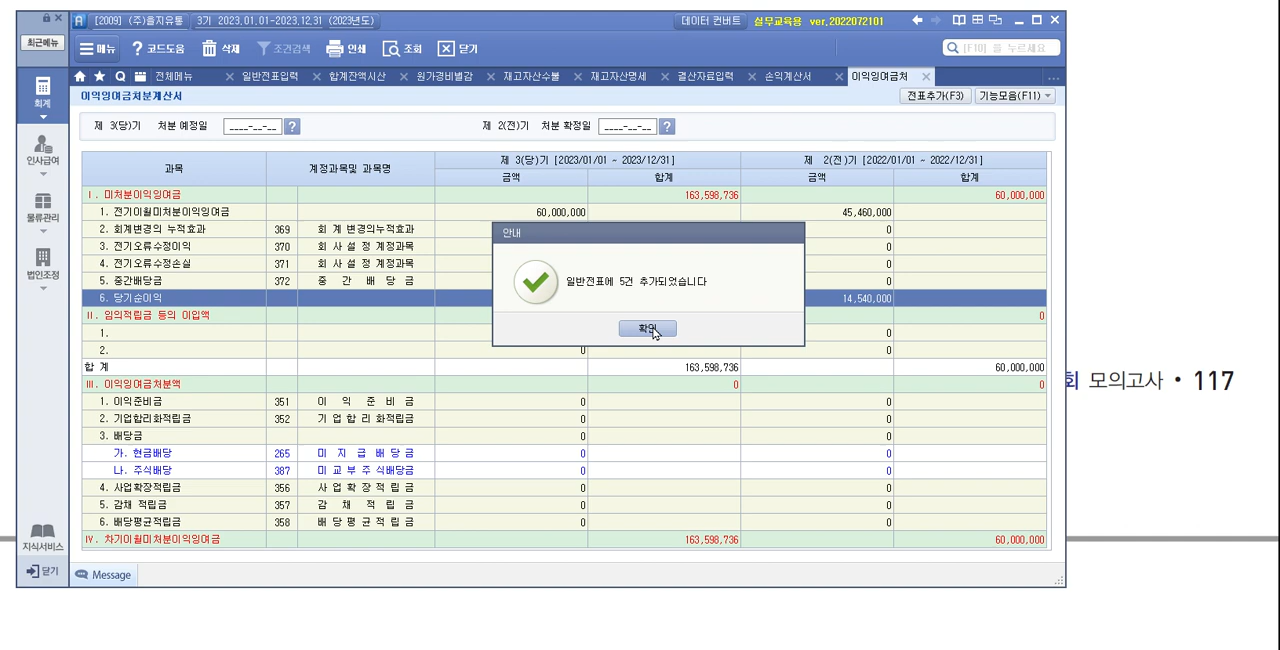 최근메뉴
회계
인사급여
물류관리
법인조정
지식서비스
닫기
[2009] (주)을지유통 3기 2023.01.01~2023.12.31 (2023년도) 데이터 컨버트 실무교육용 ver.2022072101
메뉴 코드도움 삭제 조건검색 인쇄 조회 닫기 [F10] 을 누르세요
전체메뉴 일반전표입력 합계잔액시산 원가경비별감 재고자산수불 재고자산명세 결산자료입력 손익계산서 이익잉여금처 ...
이익잉여금처분계산서 전표추가(F3) 기능모음(F11)
제 3(당)기 처분 예정일 ____-__-__ ? 제 2(전)기 처분 확정일 ____-__-__ ?
과목 계정과목및 과목명 제 3(당)기 [2023/01/01 ~ 2023/12/31] 제 2(전)기 [2022/01/01 ~ 2022/12/31]
금액 합계 금액 합계
Ⅰ. 미처분이익잉여금 163,598,736 60,000,000
1. 전기이월미처분이익잉여금 60,000,000 45,460,000
2. 회계변경의 누적효과 369 회 계 변경의누적효과 0
3. 전기오류수정이익 370 회 사 설 정 계정과목 0
4. 전기오류수정손실 371 회 사 설 정 계정과목 0
5. 중간배당금 372 중 간 배 당 금 0
6. 당기순이익 14,540,000
Ⅱ. 임의적립금 등의 이입액 0
1. 0
2. 0 0
합 계 163,598,736 60,000,000
Ⅲ. 이익잉여금처분액 0 0
1. 이익준비금 351 이 익 준 비 금 0 0
2. 기업합리화적립금 352 기 업 합 리 화적립금 0 0
3. 배당금 0 0
가. 현금배당 265 미 지 급 배 당 금 0 0
나. 주식배당 387 미 교 부 주 식배당금 0 0
4. 사업확장적립금 356 사 업 확 장 적 립 금 0 0
5. 감채 적립금 357 감 채 적 립 금 0 0
6. 배당평균적립금 358 배 당 평 균 적 립 금 0 0
Ⅳ. 차기이월미처분이익잉여금 163,598,736 60,000,000
안내
일반전표에 5건 추가되었습니다
확인
Message
회 모의고사 • 117